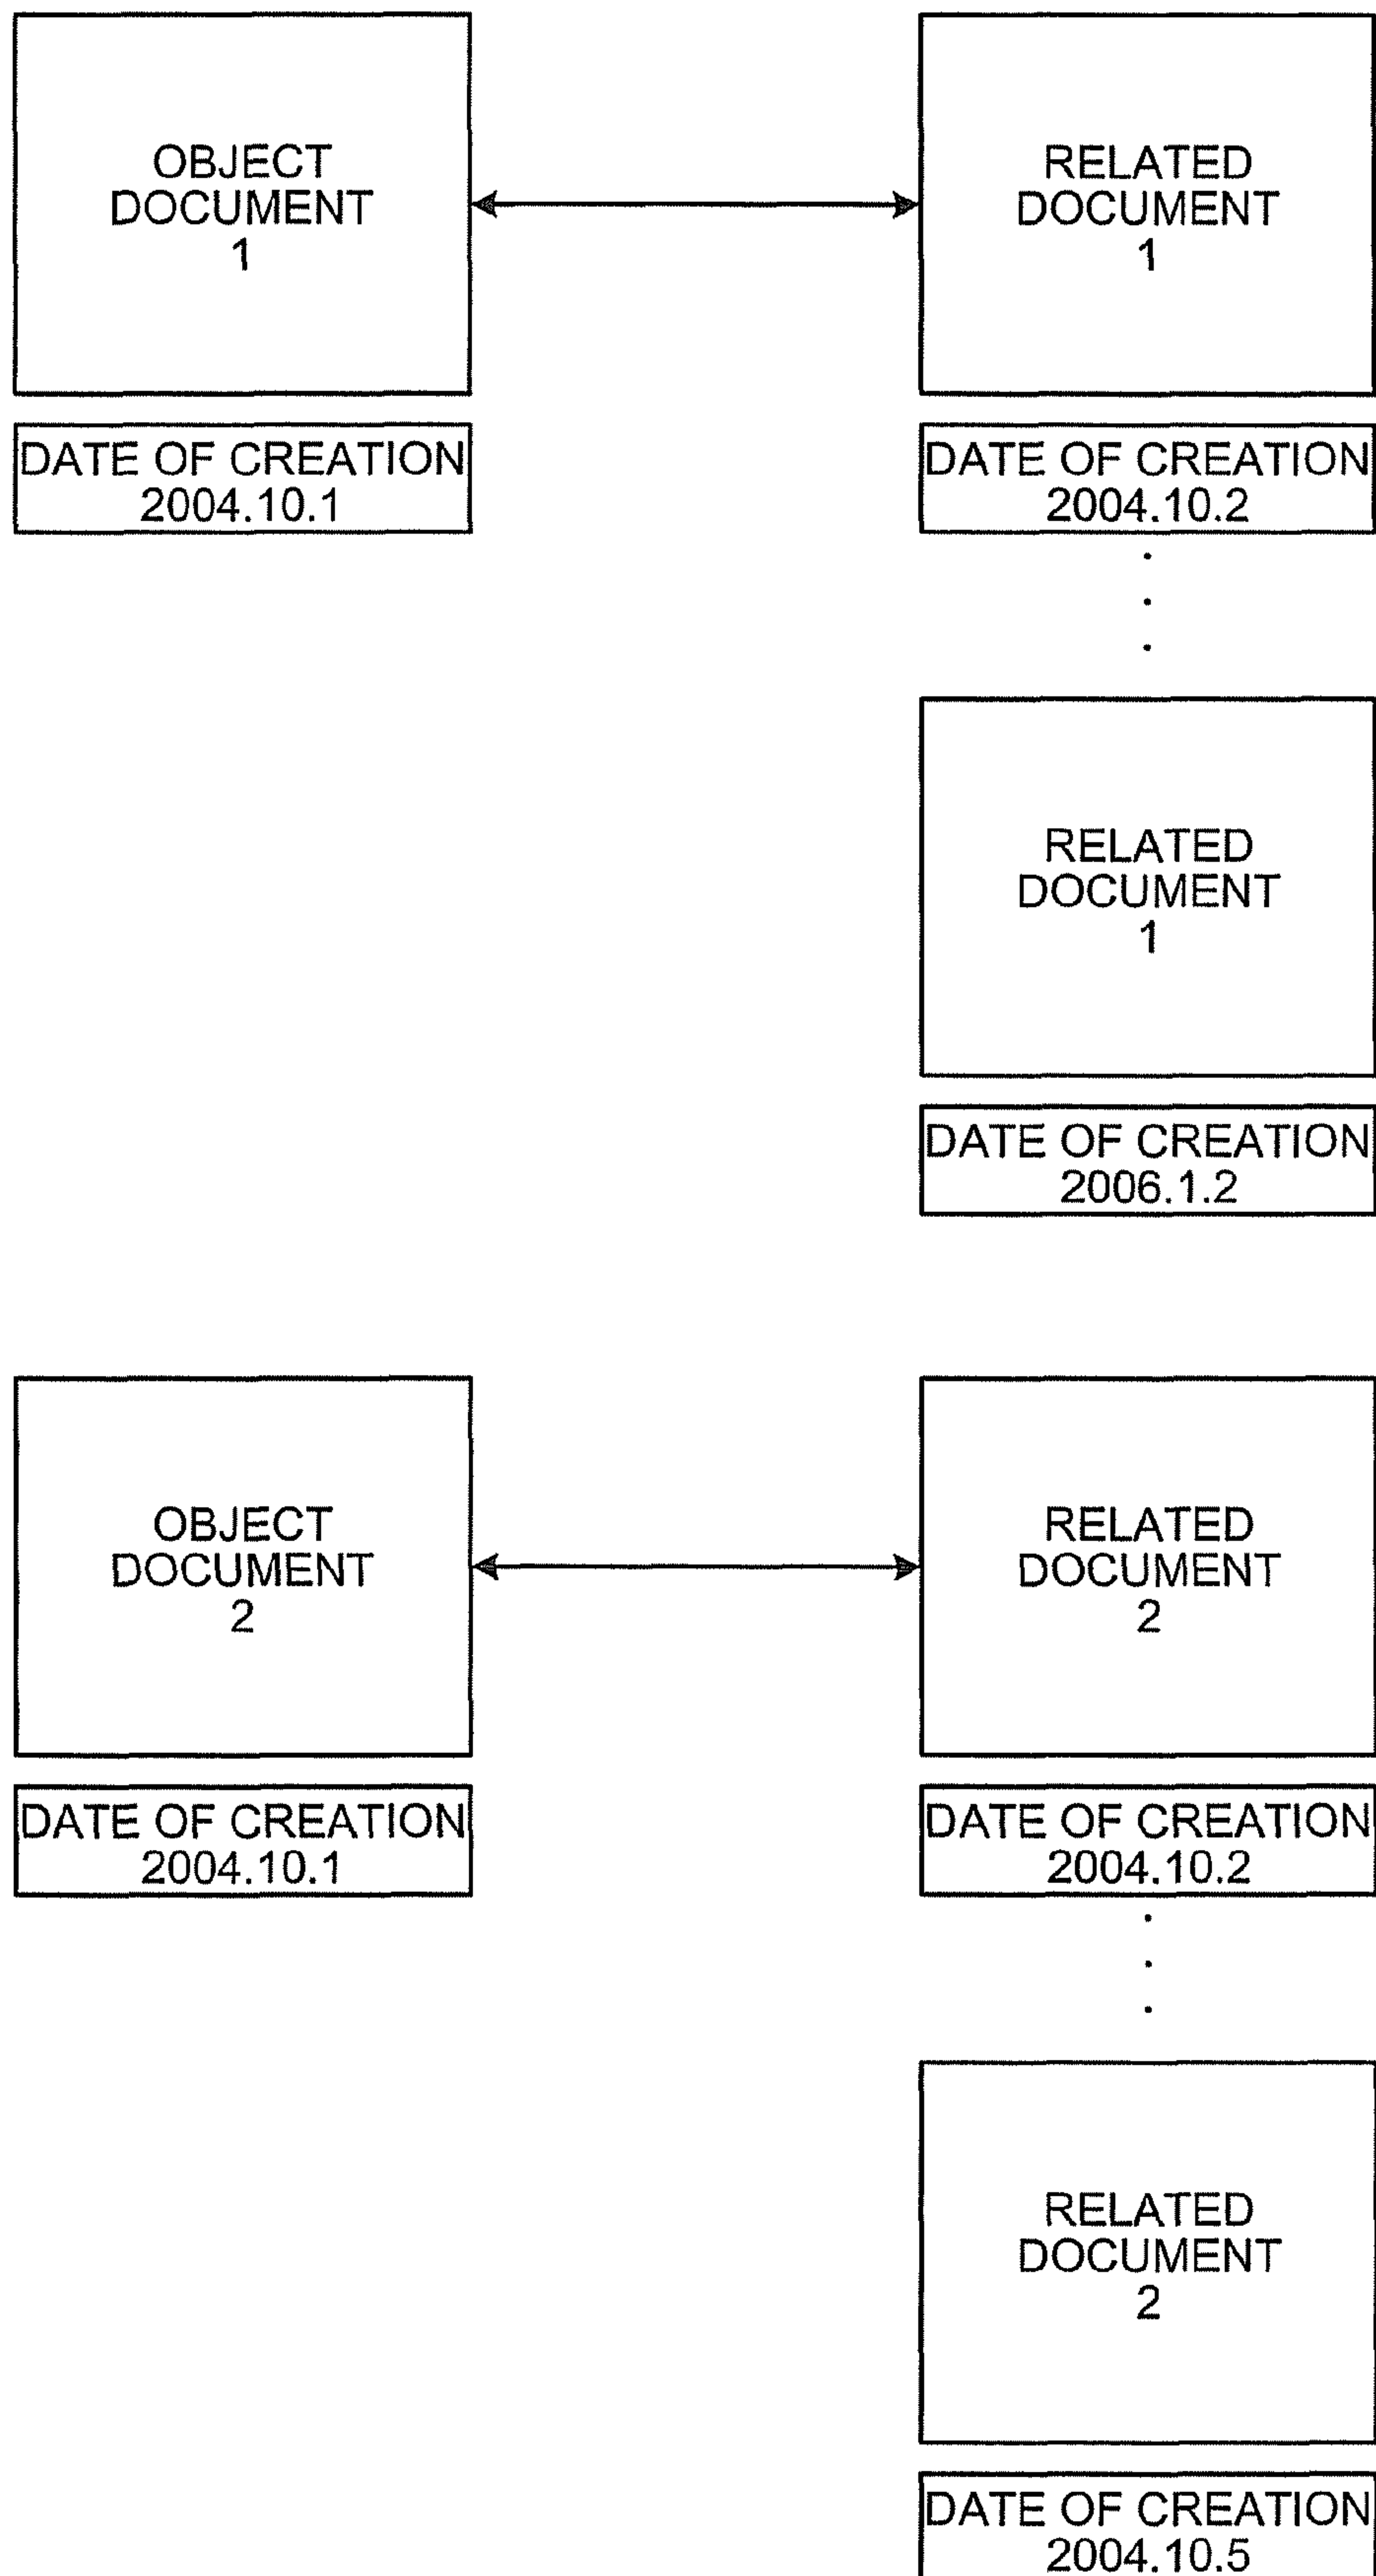 OBJECT
DOCUMENT
1
RELATED
DOCUMENT
1
DATE OF CREATION
2004.10.1
DATE OF CREATION
2004.10.2
RELATED
DOCUMENT
1
DATE OF CREATION
2006.1.2
OBJECT
DOCUMENT
2
RELATED
DOCUMENT
2
DATE OF CREATION
2004.10.1
DATE OF CREATION
2004.10.2
RELATED
DOCUMENT
2
DATE OF CREATION
2004.10.5